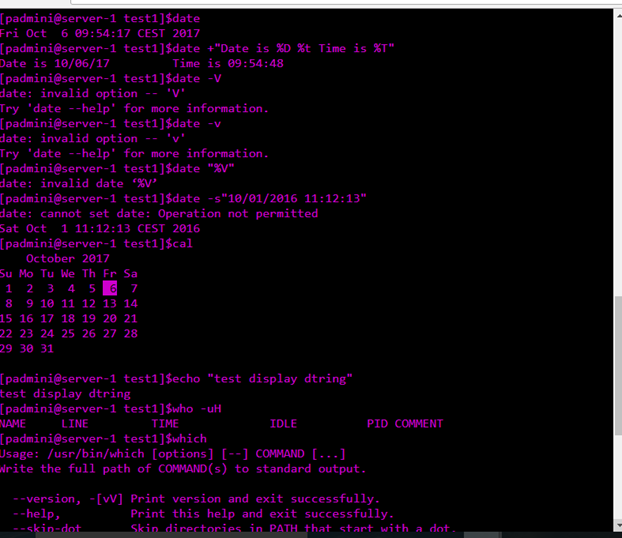 [padmini@server-1 test1]$date
Fri Oct  6 09:54:17 CEST 2017
[padmini@server-1 test1]$date +"Date is %D %t Time is %T"
Date is 10/06/17         Time is 09:54:48
[padmini@server-1 test1]$date -V
date: invalid option -- 'V'
Try 'date --help' for more information.
[padmini@server-1 test1]$date -v
date: invalid option -- 'v'
Try 'date --help' for more information.
[padmini@server-1 test1]$date "%V"
date: invalid date ‘%V’
[padmini@server-1 test1]$date -s"10/01/2016 11:12:13"
date: cannot set date: Operation not permitted
Sat Oct  1 11:12:13 CEST 2016
[padmini@server-1 test1]$cal
    October 2017
Su Mo Tu We Th Fr Sa
 1  2  3  4  5  6  7
 8  9 10 11 12 13 14
15 16 17 18 19 20 21
22 23 24 25 26 27 28
29 30 31
[padmini@server-1 test1]$echo "test display dtring"
test display dtring
[padmini@server-1 test1]$who -uH
NAME     LINE         TIME             IDLE          PID COMMENT
[padmini@server-1 test1]$which
Usage: /usr/bin/which [options] [--] COMMAND [...]
Write the full path of COMMAND(s) to standard output.
  --version, -[vV] Print version and exit successfully.
  --help,          Print this help and exit successfully.
  --skip-dot       Skip directories in PATH that start with a dot.